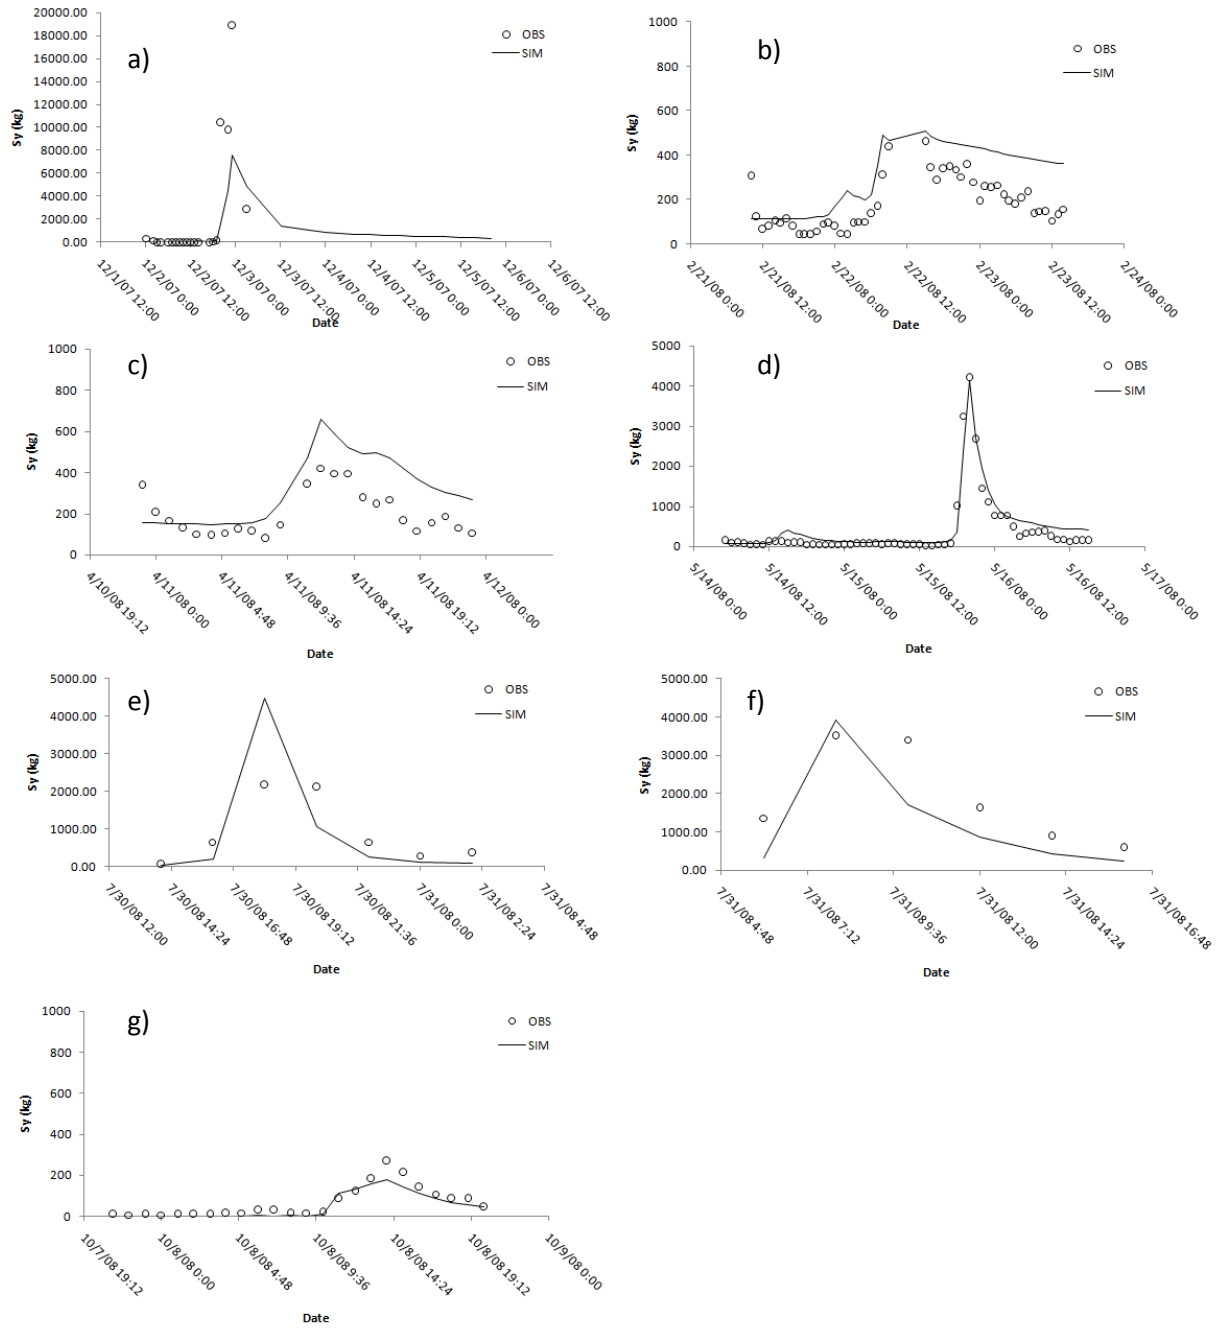 a)
20000.00
18000.00
16000.00
14000.00
12000.00
10000.00
8000.00
6000.00
4000.00
2000.00
0.00
Sy (kg)
OBS
SIM
12/1/07 12:00
12/2/07 0:00
12/2/07 12:00
12/3/07 0:00
12/3/07 12:00
12/4/07 0:00
12/4/07 12:00
12/5/07 0:00
12/5/07 12:00
12/6/07 0:00
12/6/07 12:00
Date
b)
1000
800
600
400
200
0
Sy (kg)
OBS
SIM
2/21/08 0:00
2/21/08 12:00
2/22/08 0:00
2/22/08 12:00
2/23/08 0:00
2/23/08 12:00
2/24/08 0:00
Date
c)
1000
800
600
400
200
0
Sy (kg)
OBS
SIM
4/10/08 19:12
4/11/08 0:00
4/11/08 4:48
4/11/08 9:36
4/11/08 14:24
4/11/08 19:12
4/12/08 0:00
Date
d)
5000
4000
3000
2000
1000
0
Sy (kg)
OBS
SIM
5/14/08 0:00
5/14/08 12:00
5/15/08 0:00
5/15/08 12:00
5/16/08 0:00
5/16/08 12:00
5/17/08 0:00
Date
e)
5000.00
4000.00
3000.00
2000.00
1000.00
0.00
Sy (kg)
OBS
SIM
7/30/08 12:00
7/30/08 14:24
7/30/08 16:48
7/30/08 19:12
7/30/08 21:36
7/31/08 0:00
7/31/08 2:24
7/31/08 4:48
Date
f)
5000.00
4000.00
3000.00
2000.00
1000.00
0.00
Sy (kg)
OBS
SIM
7/31/08 4:48
7/31/08 7:12
7/31/08 9:36
7/31/08 12:00
7/31/08 14:24
7/31/08 16:48
Date
g)
1000
800
600
400
200
0
Sy (kg)
OBS
SIM
10/7/08 19:12
10/8/08 0:00
10/8/08 4:48
10/8/08 9:36
10/8/08 14:24
10/8/08 19:12
10/9/08 0:00
Date